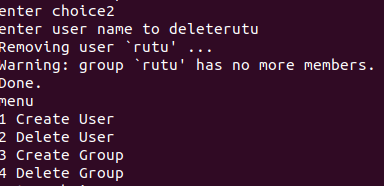 enter choice2
enter user name to deleterutu
Removing user `rutu' ...
Warning: group `rutu' has no more members.
Done.
menu
1 Create User
2 Delete User
3 Create Group
4 Delete Group